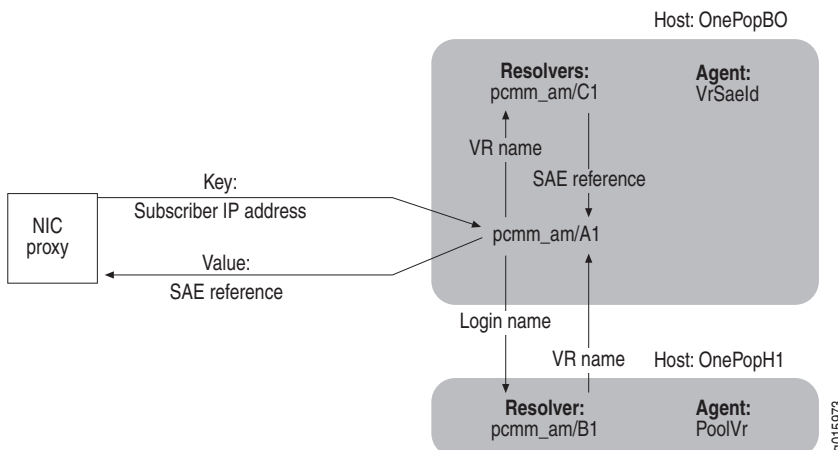 Host: OnePopBO
Resolvers:
pcmm_am/C1
Agent:
VrSaeId
VR name
SAE reference
Key:
Subscriber IP address
NIC
proxy
pcmm_am/A1
Value:
SAE reference
Login name
VR name
Host: OnePopH1
Resolver:
pcmm_am/B1
Agent:
PoolVr
g015973